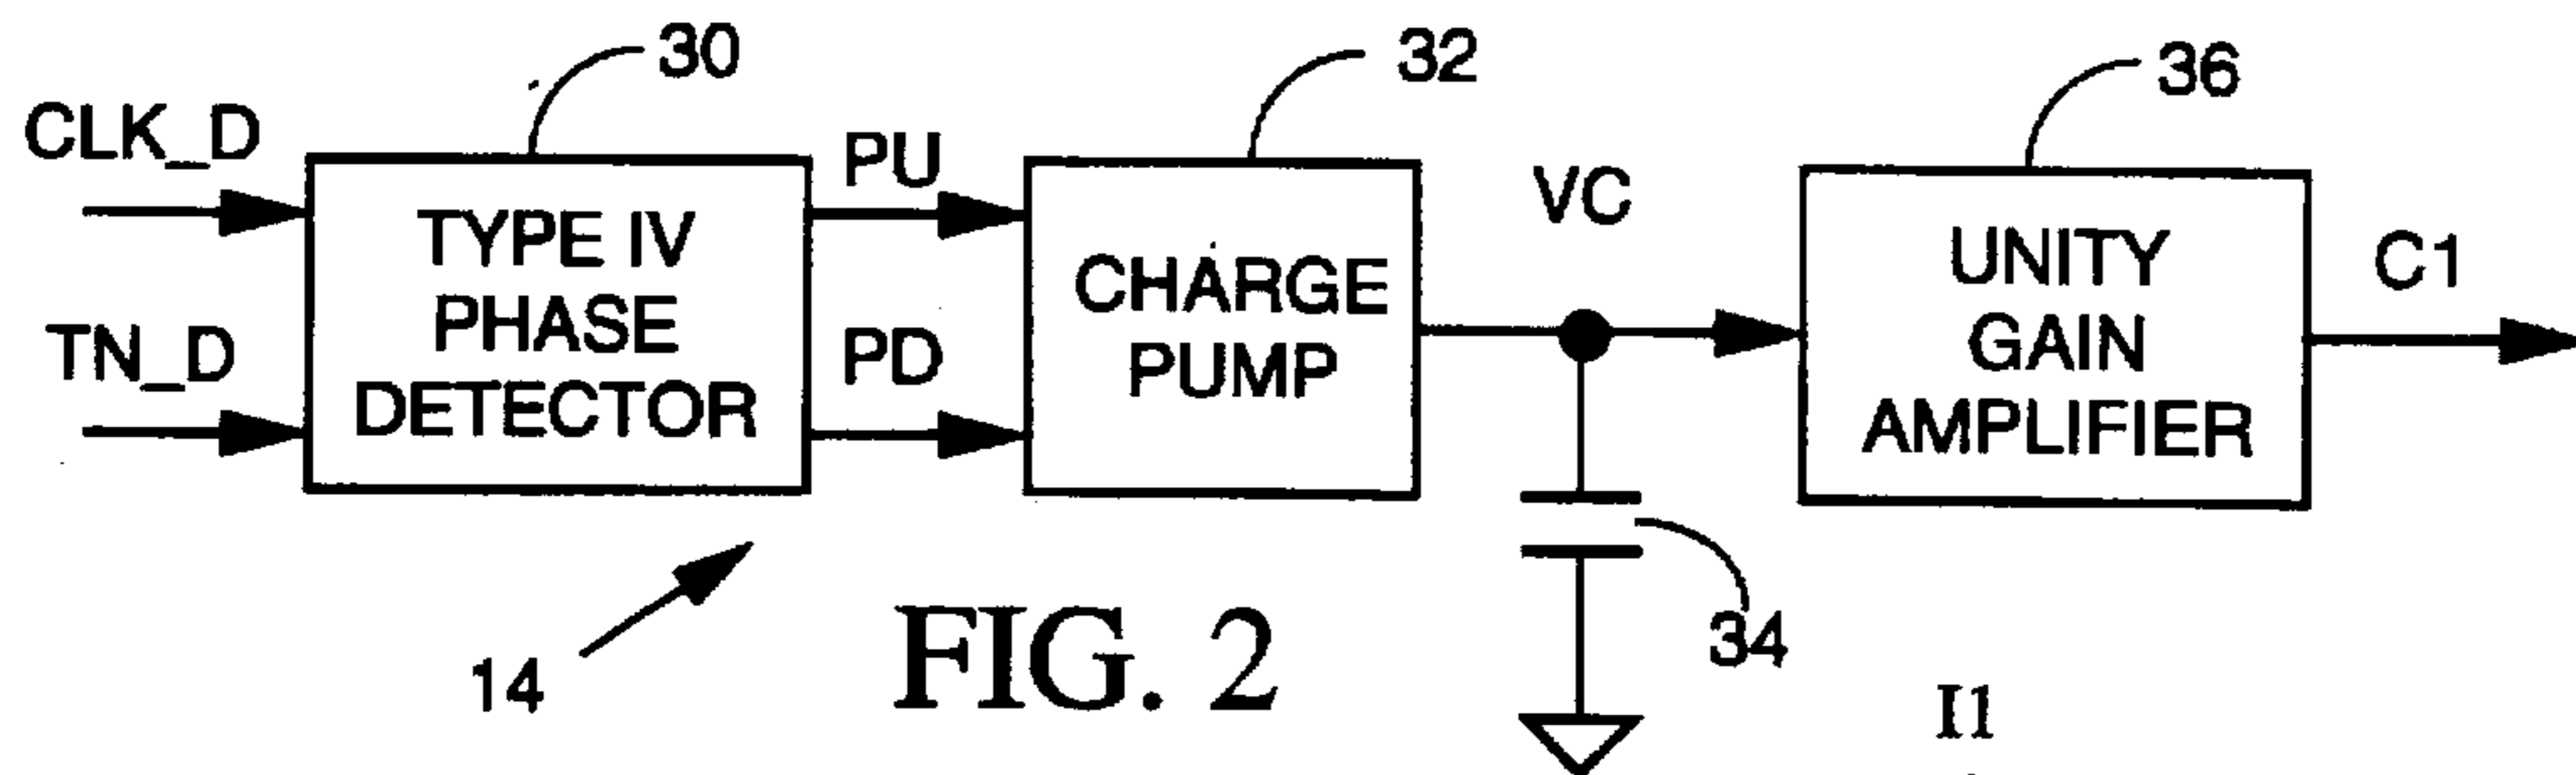 30
32
36
CLK_D
PU
VC
TYPE IV
PHASE
DETECTOR
CHARGE
PUMP
UNITY
GAIN
AMPLIFIER
C1
TN_D
PD
34
14
FIG. 2
I1